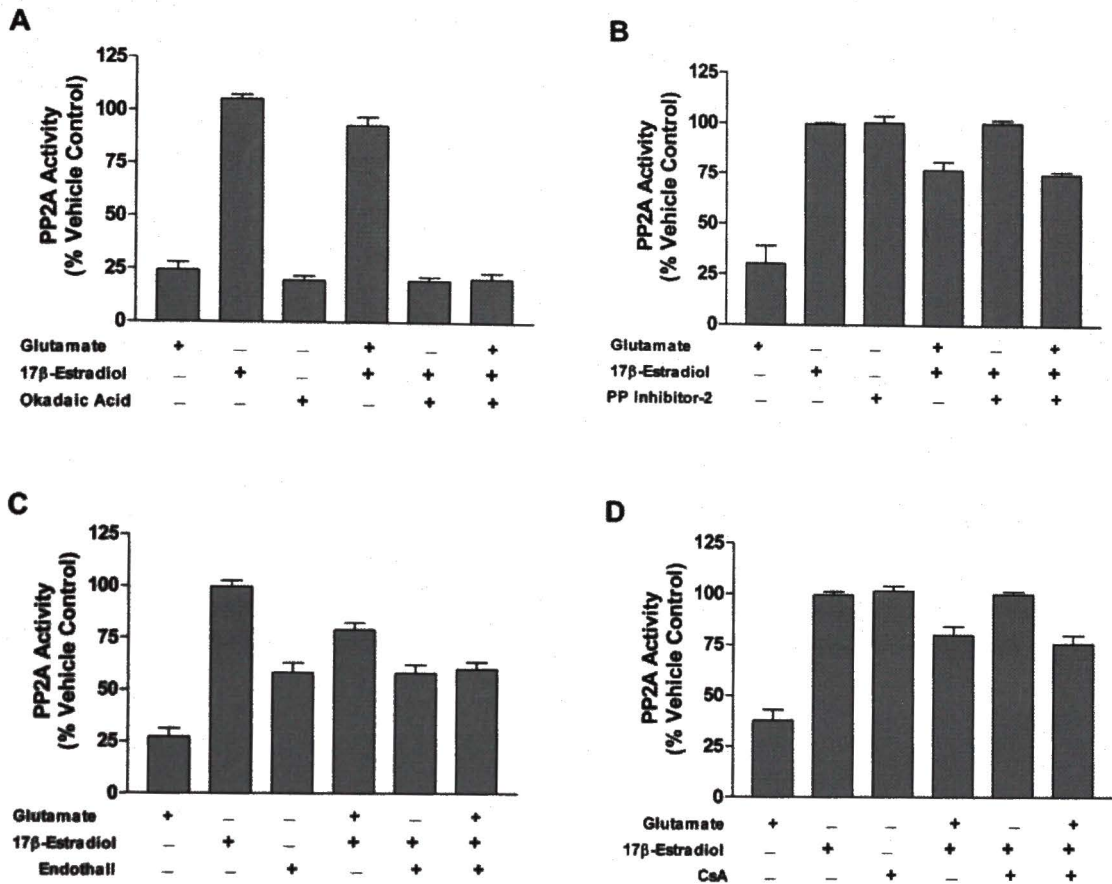 A
PP2A Activity
(% Vehicle Control)
125
100
75
50
25
0
Glutamate + − − + − +
17β-Estradiol − + − + + +
Okadaic Acid − − + − + +
B
PP2A Activity
(% Vehicle Control)
125
100
75
50
25
0
Glutamate + − − + − +
17β-Estradiol − + − + + +
PP Inhibitor-2 − − + − + +
C
PP2A Activity
(% Vehicle Control)
125
100
75
50
25
0
Glutamate + − − + − +
17β-Estradiol − + − + + +
Endothall − − + − + +
D
PP2A Activity
(% Vehicle Control)
125
100
75
50
25
0
Glutamate + − − + − +
17β-Estradiol − + − + + +
CsA − − + − + +